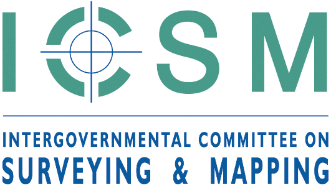 ICSM
INTERGOVERNMENTAL COMMITTEE ON
SURVEYING & MAPPING